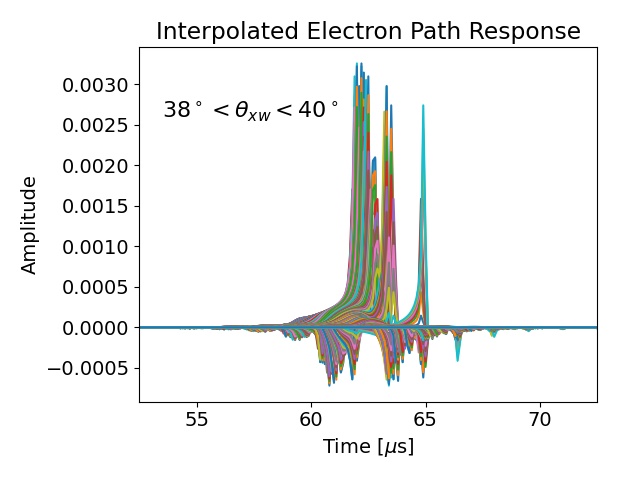 Interpolated Electron Path Response
38° < θxw < 40°
Amplitude
0.0030
0.0025
0.0020
0.0015
0.0010
0.0005
0.0000
−0.0005
55 60 65 70
Time [μs]